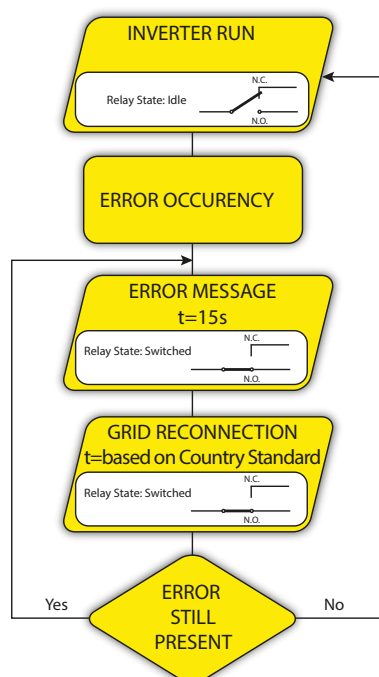 INVERTER RUN
N.C.
Relay State: Idle
N.O.
ERROR OCCURENCY
ERROR MESSAGE
t=15s
N.C.
Relay State: Switched
N.O.
GRID RECONNECTION
t=based on Country Standard
N.C.
Relay State: Switched
N.O.
Yes
ERROR
STILL
PRESENT
No